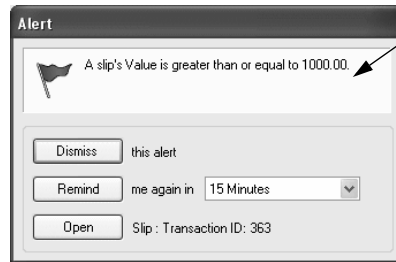 Alert
A slip's Value is greater than or equal to 1000.00.
Dismiss this alert
Remind me again in 15 Minutes
Open Slip : Transaction ID: 363